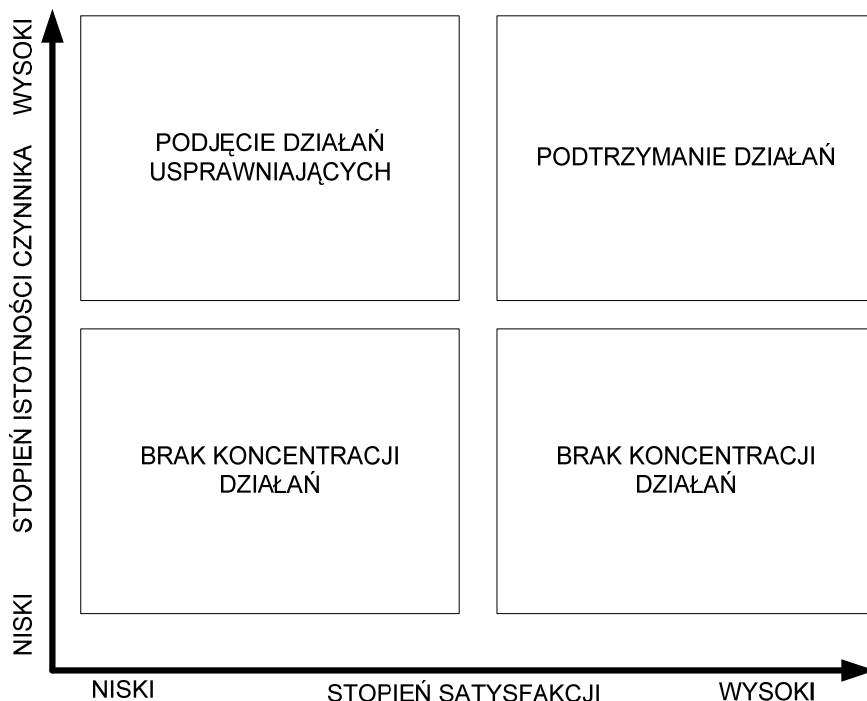 WYSOKI
STOPIEŃ ISTOTNOŚCI CZYNNIKA
NISKI
PODJĘCIE DZIAŁAŃ
USPRAWNIAJĄCYCH
PODTRZYMANIE DZIAŁAŃ
BRAK KONCENTRACJI
DZIAŁAŃ
BRAK KONCENTRACJI
DZIAŁAŃ
NISKI
STOPIEŃ SATYSFAKCJI
WYSOKI